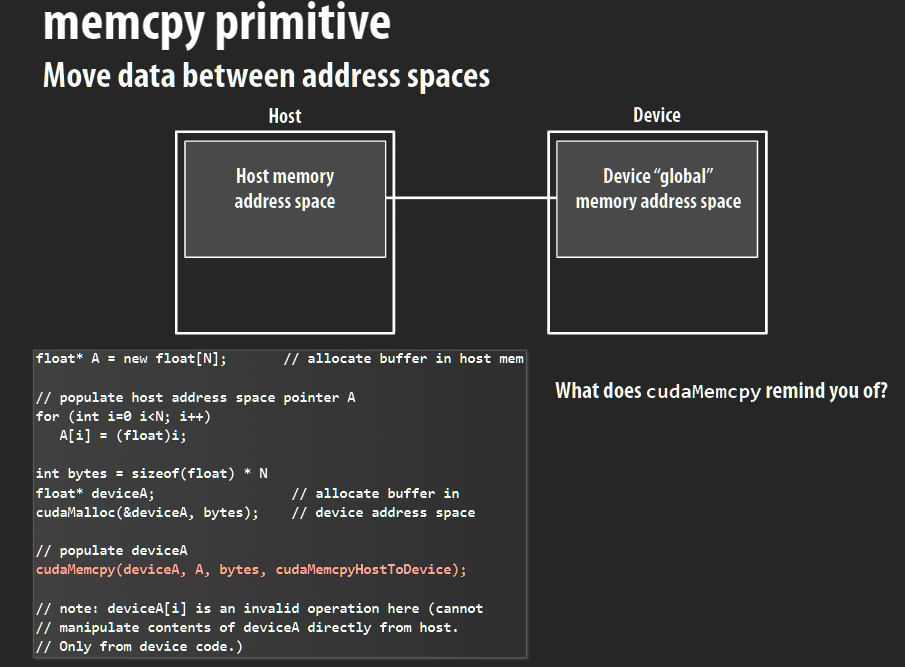 memcpy primitive
Move data between address spaces
Host
Device
Host memory
address space
Device “global”
memory address space
float* A = new float[N];       // allocate buffer in host mem
// populate host address space pointer A
for (int i=0 i<N; i++)
   A[i] = (float)i;
int bytes = sizeof(float) * N
float* deviceA;                // allocate buffer in
cudaMalloc(&deviceA, bytes);    // device address space
// populate deviceA
cudaMemcpy(deviceA, A, bytes, cudaMemcpyHostToDevice);
// note: deviceA[i] is an invalid operation here (cannot
// manipulate contents of deviceA directly from host.
// Only from device code.)
What does cudaMemcpy remind you of?